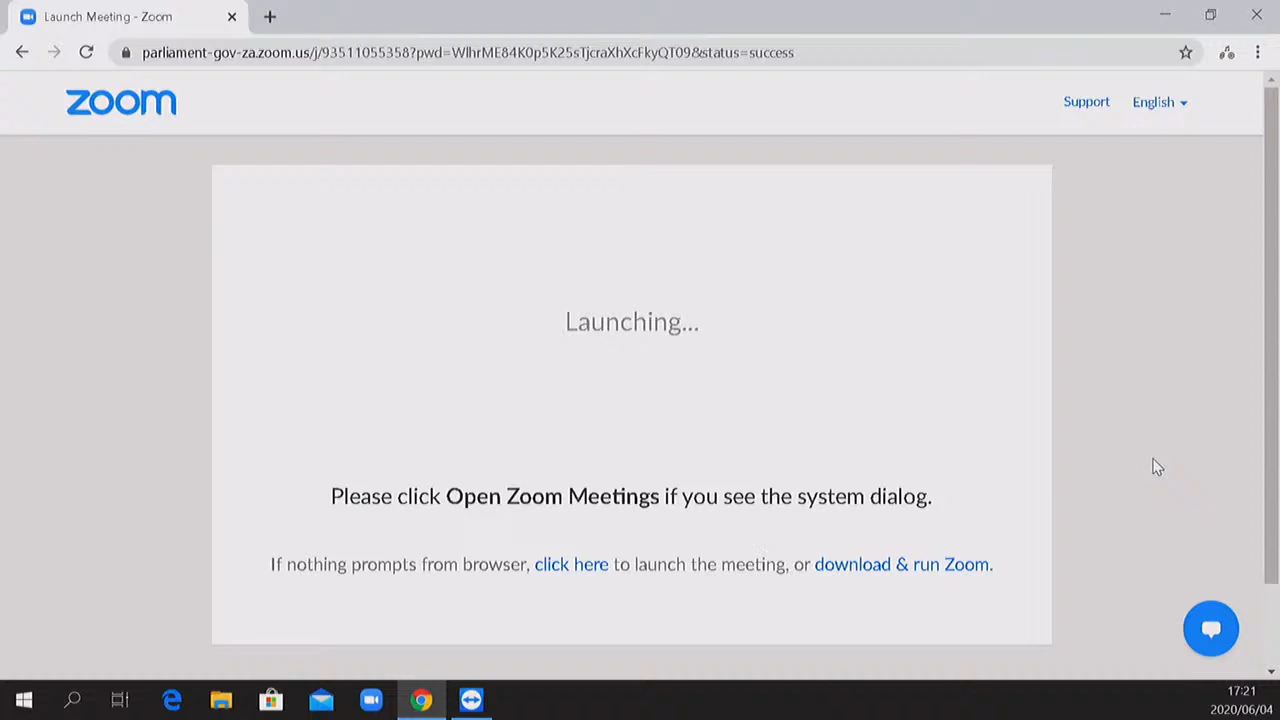 Launch Meeting - Zoom
parliament-gov-za.zoom.us/j/93511055358?pwd=WlhrME84K0p5K25sTjcraXhXcFkyQT09&status=success
zoom
Support English
Launching...
Please click Open Zoom Meetings if you see the system dialog.
If nothing prompts from browser, click here to launch the meeting, or download & run Zoom.
17:21
2020/06/04